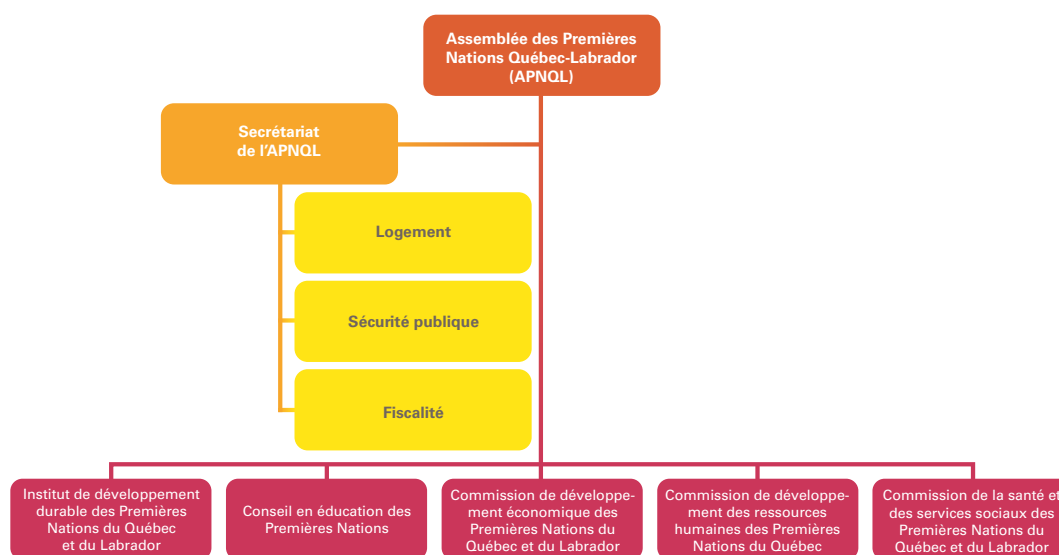 Assemblée des Premières
Nations Québec-Labrador
(APNQL)
Secrétariat
de l'APNQL
Logement
Sécurité publique
Fiscalité
Institut de développement
durable des Premières
Nations du Québec
et du Labrador
Conseil en éducation des
Premières Nations
Commission de développe-
ment économique des
Premières Nations du
Québec et du Labrador
Commission de développe-
ment des ressources
humaines des Premières
Nations du Québec
Commission de la santé et
des services sociaux des
Premières Nations du
Québec et du Labrador